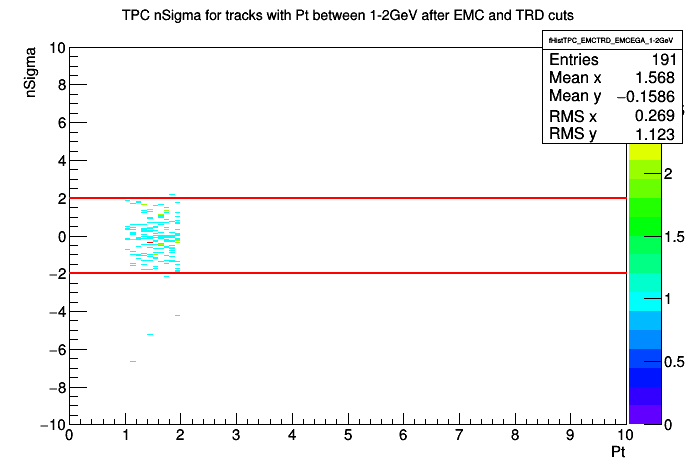 TPC nSigma for tracks with Pt between 1-2GeV after EMC and TRD cuts
fHistTPC_EMCTRD_EMCEGA_1-2GeV
Entries 191
Mean x 1.568
Mean y −0.1586
RMS x 0.269
RMS y 1.123
nSigma
10
8
6
4
2
0
−2
−4
−6
−8
−10
0 1 2 3 4 5 6 7 8 9 10
Pt
2
1.5
1
0.5
0